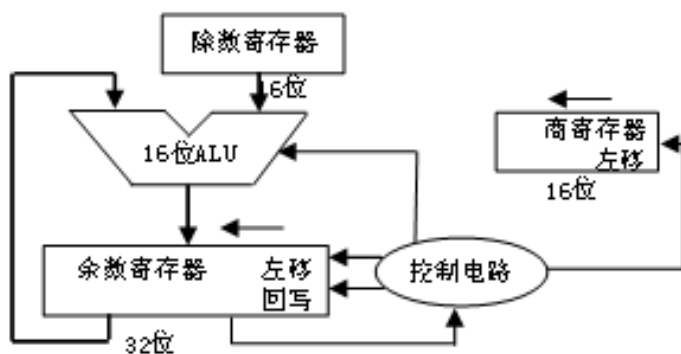 除数寄存器
16位
16位ALU
商寄存器
左移
16位
余数寄存器 左移
回写
控制电路
32位